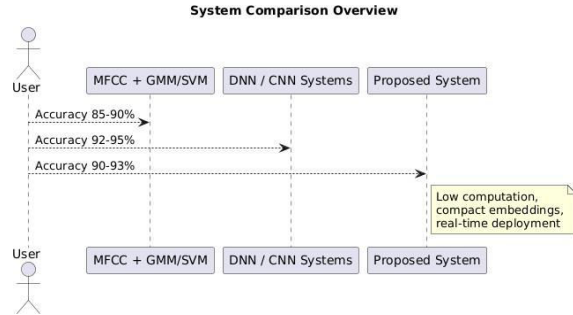 System Comparison Overview
User
MFCC + GMM/SVM
DNN / CNN Systems
Proposed System
Accuracy 85-90%
Accuracy 92-95%
Accuracy 90-93%
Low computation,
compact embeddings,
real-time deployment
User
MFCC + GMM/SVM
DNN / CNN Systems
Proposed System